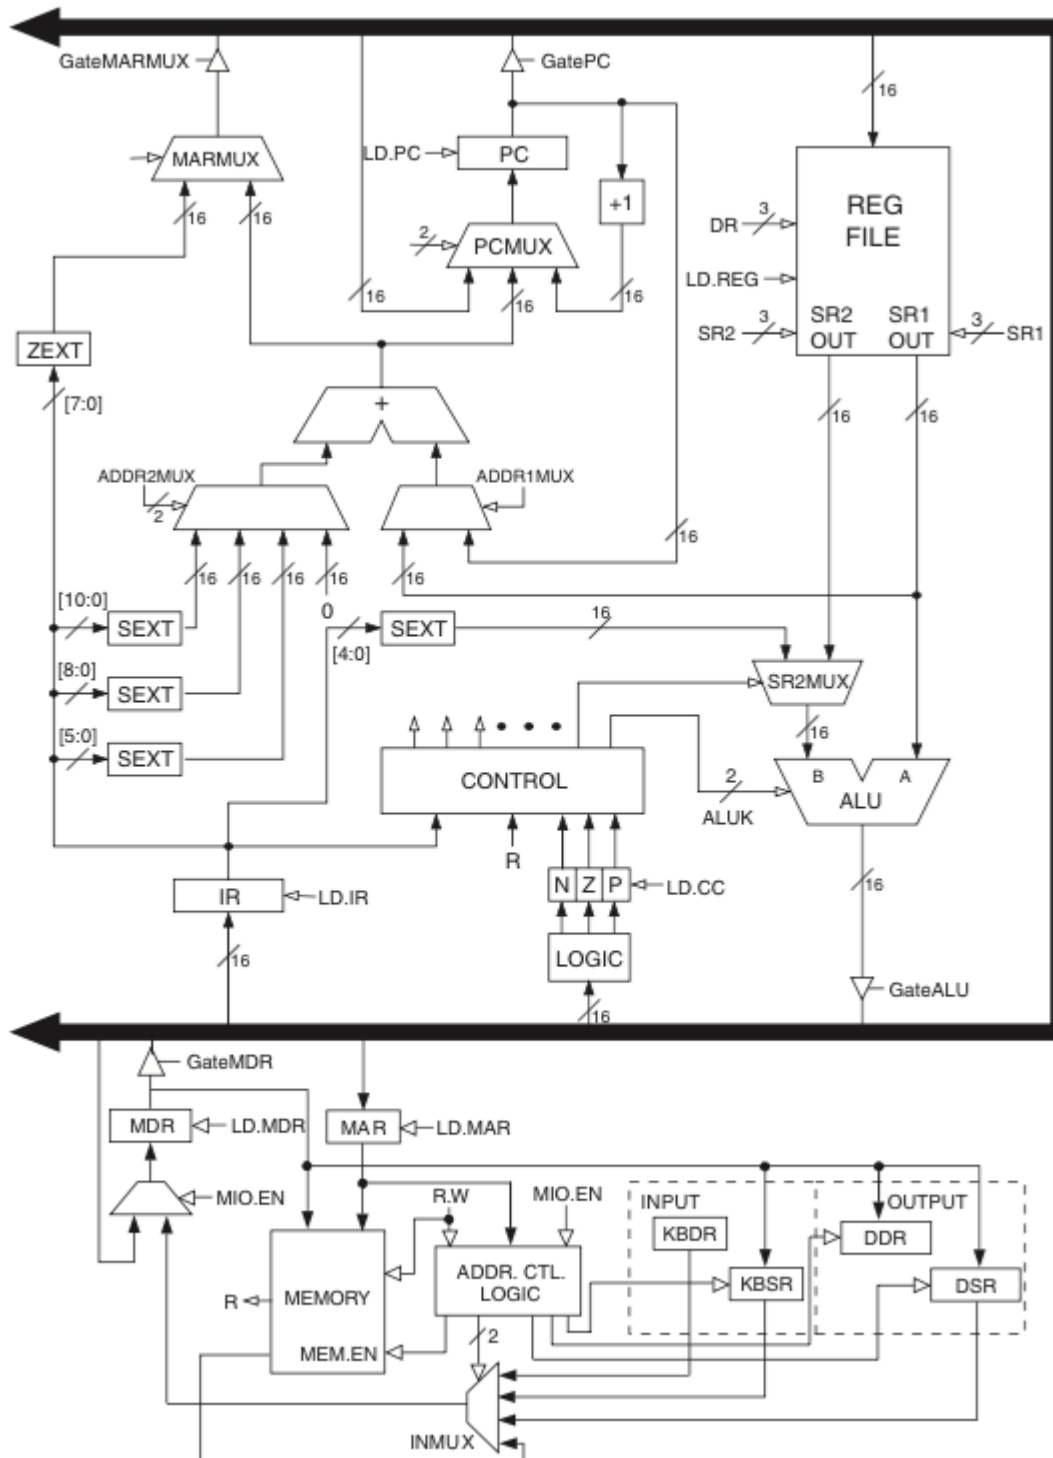 GateMARMUX
GatePC
16
MARMUX
LD.PC
PC
+1
REG
FILE
DR
3
16
16
2
PCMUX
LD.REG
16
16
16
SR2
3
SR2
OUT
SR1
OUT
3
SR1
ZEXT
[7:0]
+
16
16
ADDR2MUX
2
ADDR1MUX
16
16
16
16
16
16
[10:0]
SEXT
0
[4:0]
SEXT
16
[8:0]
SEXT
SR2MUX
16
[5:0]
SEXT
CONTROL
2
ALUK
B
A
ALU
R
IR
LD.IR
N
Z
P
LD.CC
16
16
LOGIC
16
GateALU
GateMDR
MDR
LD.MDR
MAR
LD.MAR
MIO.EN
R.W
MIO.EN
INPUT
OUTPUT
KBDR
DDR
R
MEMORY
ADDR. CTL.
LOGIC
KBSR
DSR
MEM.EN
2
INMUX